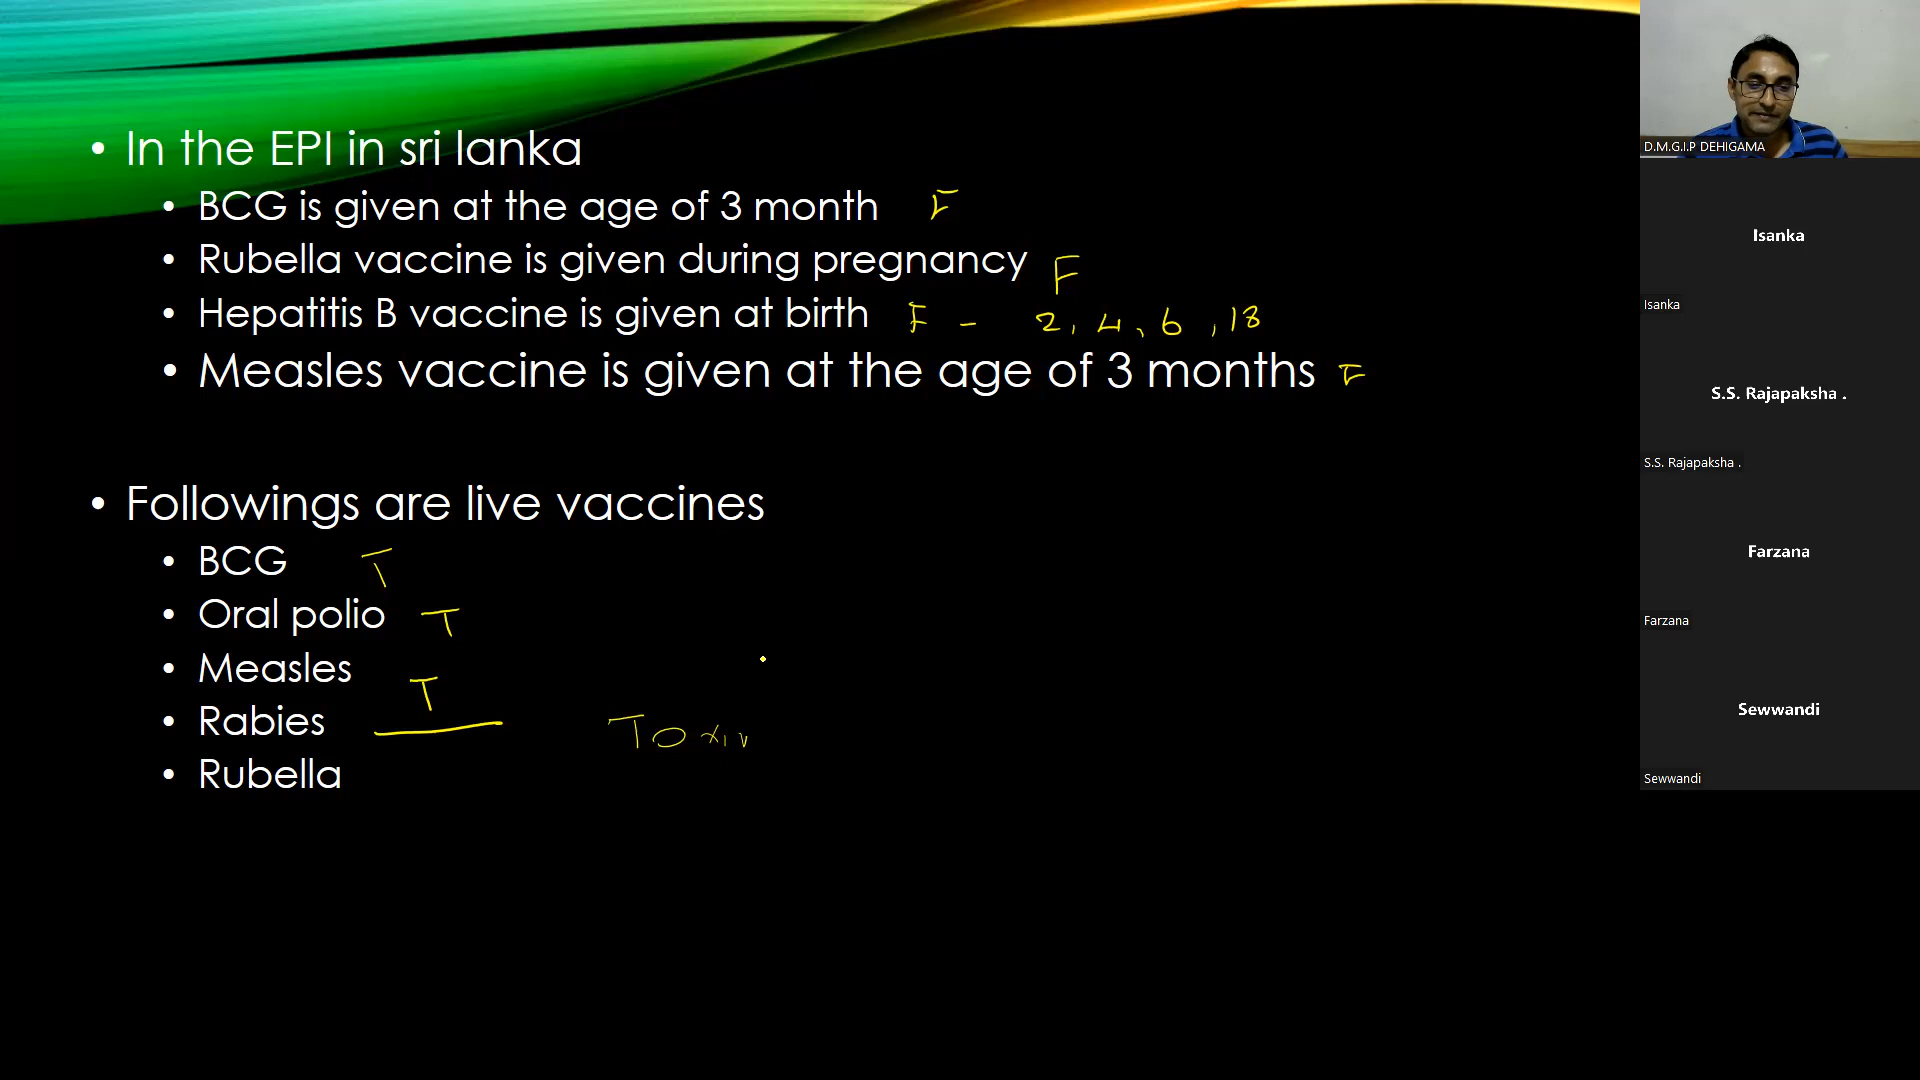 • In the EPI in sri lanka
• BCG is given at the age of 3 month F
• Rubella vaccine is given during pregnancy F
• Hepatitis B vaccine is given at birth F - 2, 4, 6, 18
• Measles vaccine is given at the age of 3 months F
• Followings are live vaccines
• BCG T
• Oral polio T
• Measles T
• Rabies
• Rubella
D.M.G.I.P DEHIGAMA
Isanka
Isanka
S.S. Rajapaksha .
S.S. Rajapaksha .
Farzana
Farzana
Sewwandi
Sewwandi